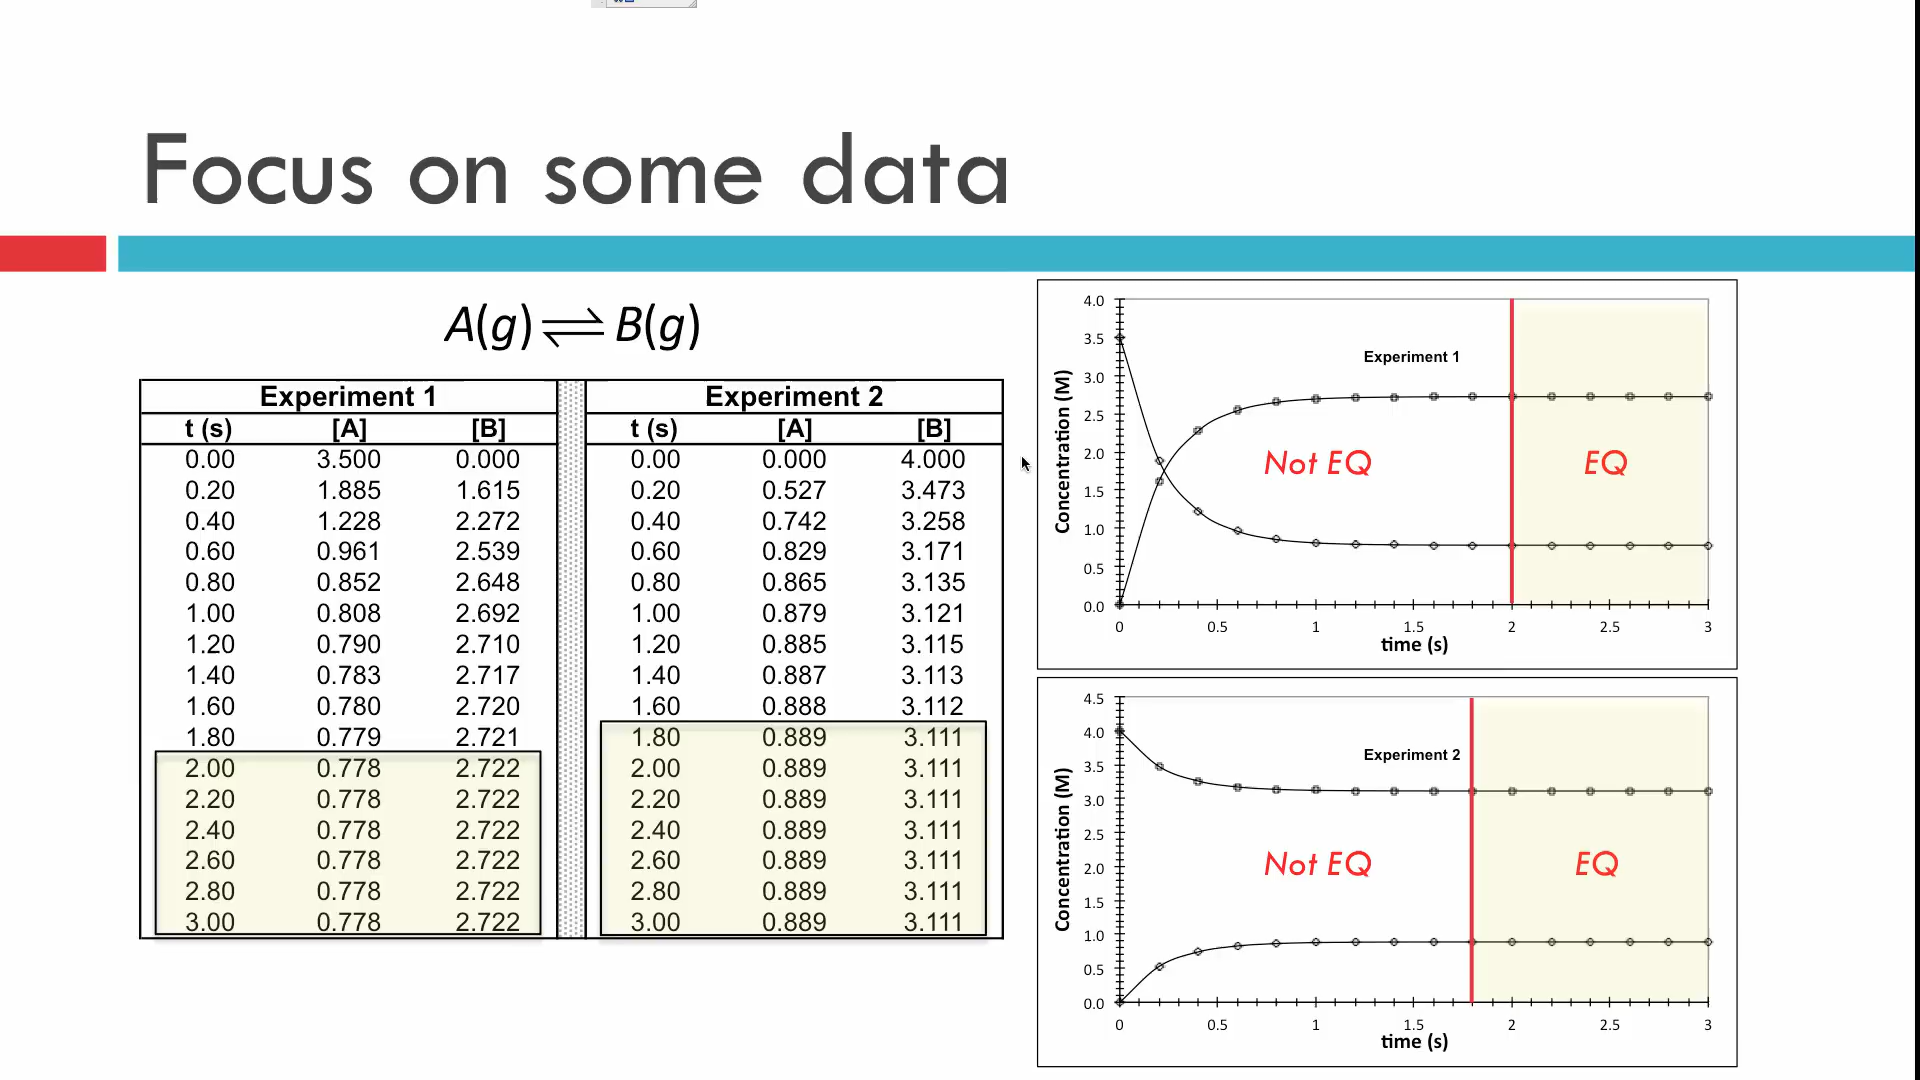 Focus on some data
A(g) ⇌ B(g)
Experiment 1 Experiment 2
t (s) [A] [B] t (s) [A] [B]
0.00 3.500 0.000 0.00 0.000 4.000
0.20 1.885 1.615 0.20 0.527 3.473
0.40 1.228 2.272 0.40 0.742 3.258
0.60 0.961 2.539 0.60 0.829 3.171
0.80 0.852 2.648 0.80 0.865 3.135
1.00 0.808 2.692 1.00 0.879 3.121
1.20 0.790 2.710 1.20 0.885 3.115
1.40 0.783 2.717 1.40 0.887 3.113
1.60 0.780 2.720 1.60 0.888 3.112
1.80 0.779 2.721 1.80 0.889 3.111
2.00 0.778 2.722 2.00 0.889 3.111
2.20 0.778 2.722 2.20 0.889 3.111
2.40 0.778 2.722 2.40 0.889 3.111
2.60 0.778 2.722 2.60 0.889 3.111
2.80 0.778 2.722 2.80 0.889 3.111
3.00 0.778 2.722 3.00 0.889 3.111
Concentration (M)
4.0
3.5
3.0
2.5
2.0
1.5
1.0
0.5
0.0
Experiment 1
Not EQ EQ
0 0.5 1 1.5 2 2.5 3
time (s)
Concentration (M)
4.5
4.0
3.5
3.0
2.5
2.0
1.5
1.0
0.5
0.0
Experiment 2
Not EQ EQ
0 0.5 1 1.5 2 2.5 3
time (s)